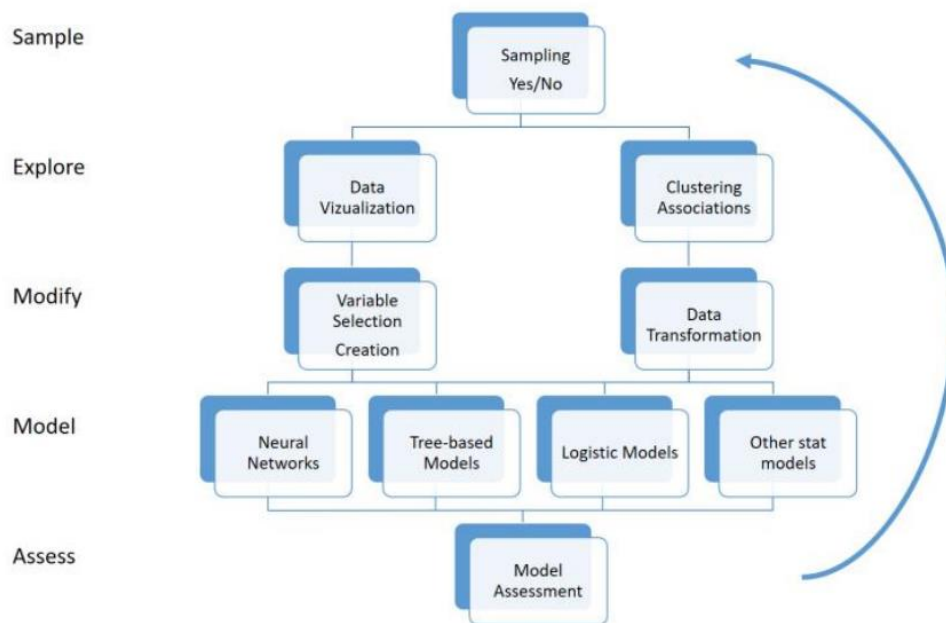 Sample
Sampling
Yes/No
Explore
Data
Vizualization
Clustering
Associations
Modify
Variable
Selection
Creation
Data
Transformation
Model
Neural
Networks
Tree-based
Models
Logistic Models
Other stat
models
Assess
Model
Assessment